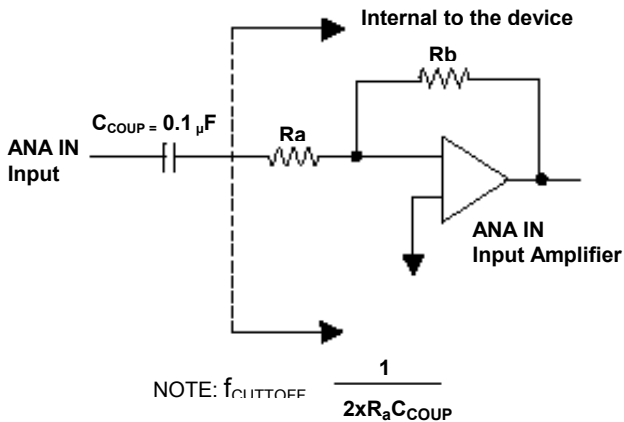 Internal to the device
Rb
CCOUP = 0.1 µF
Ra
ANA IN
Input
ANA IN
Input Amplifier
NOTE: fCUTTOFF
1
2xRaCCOUP